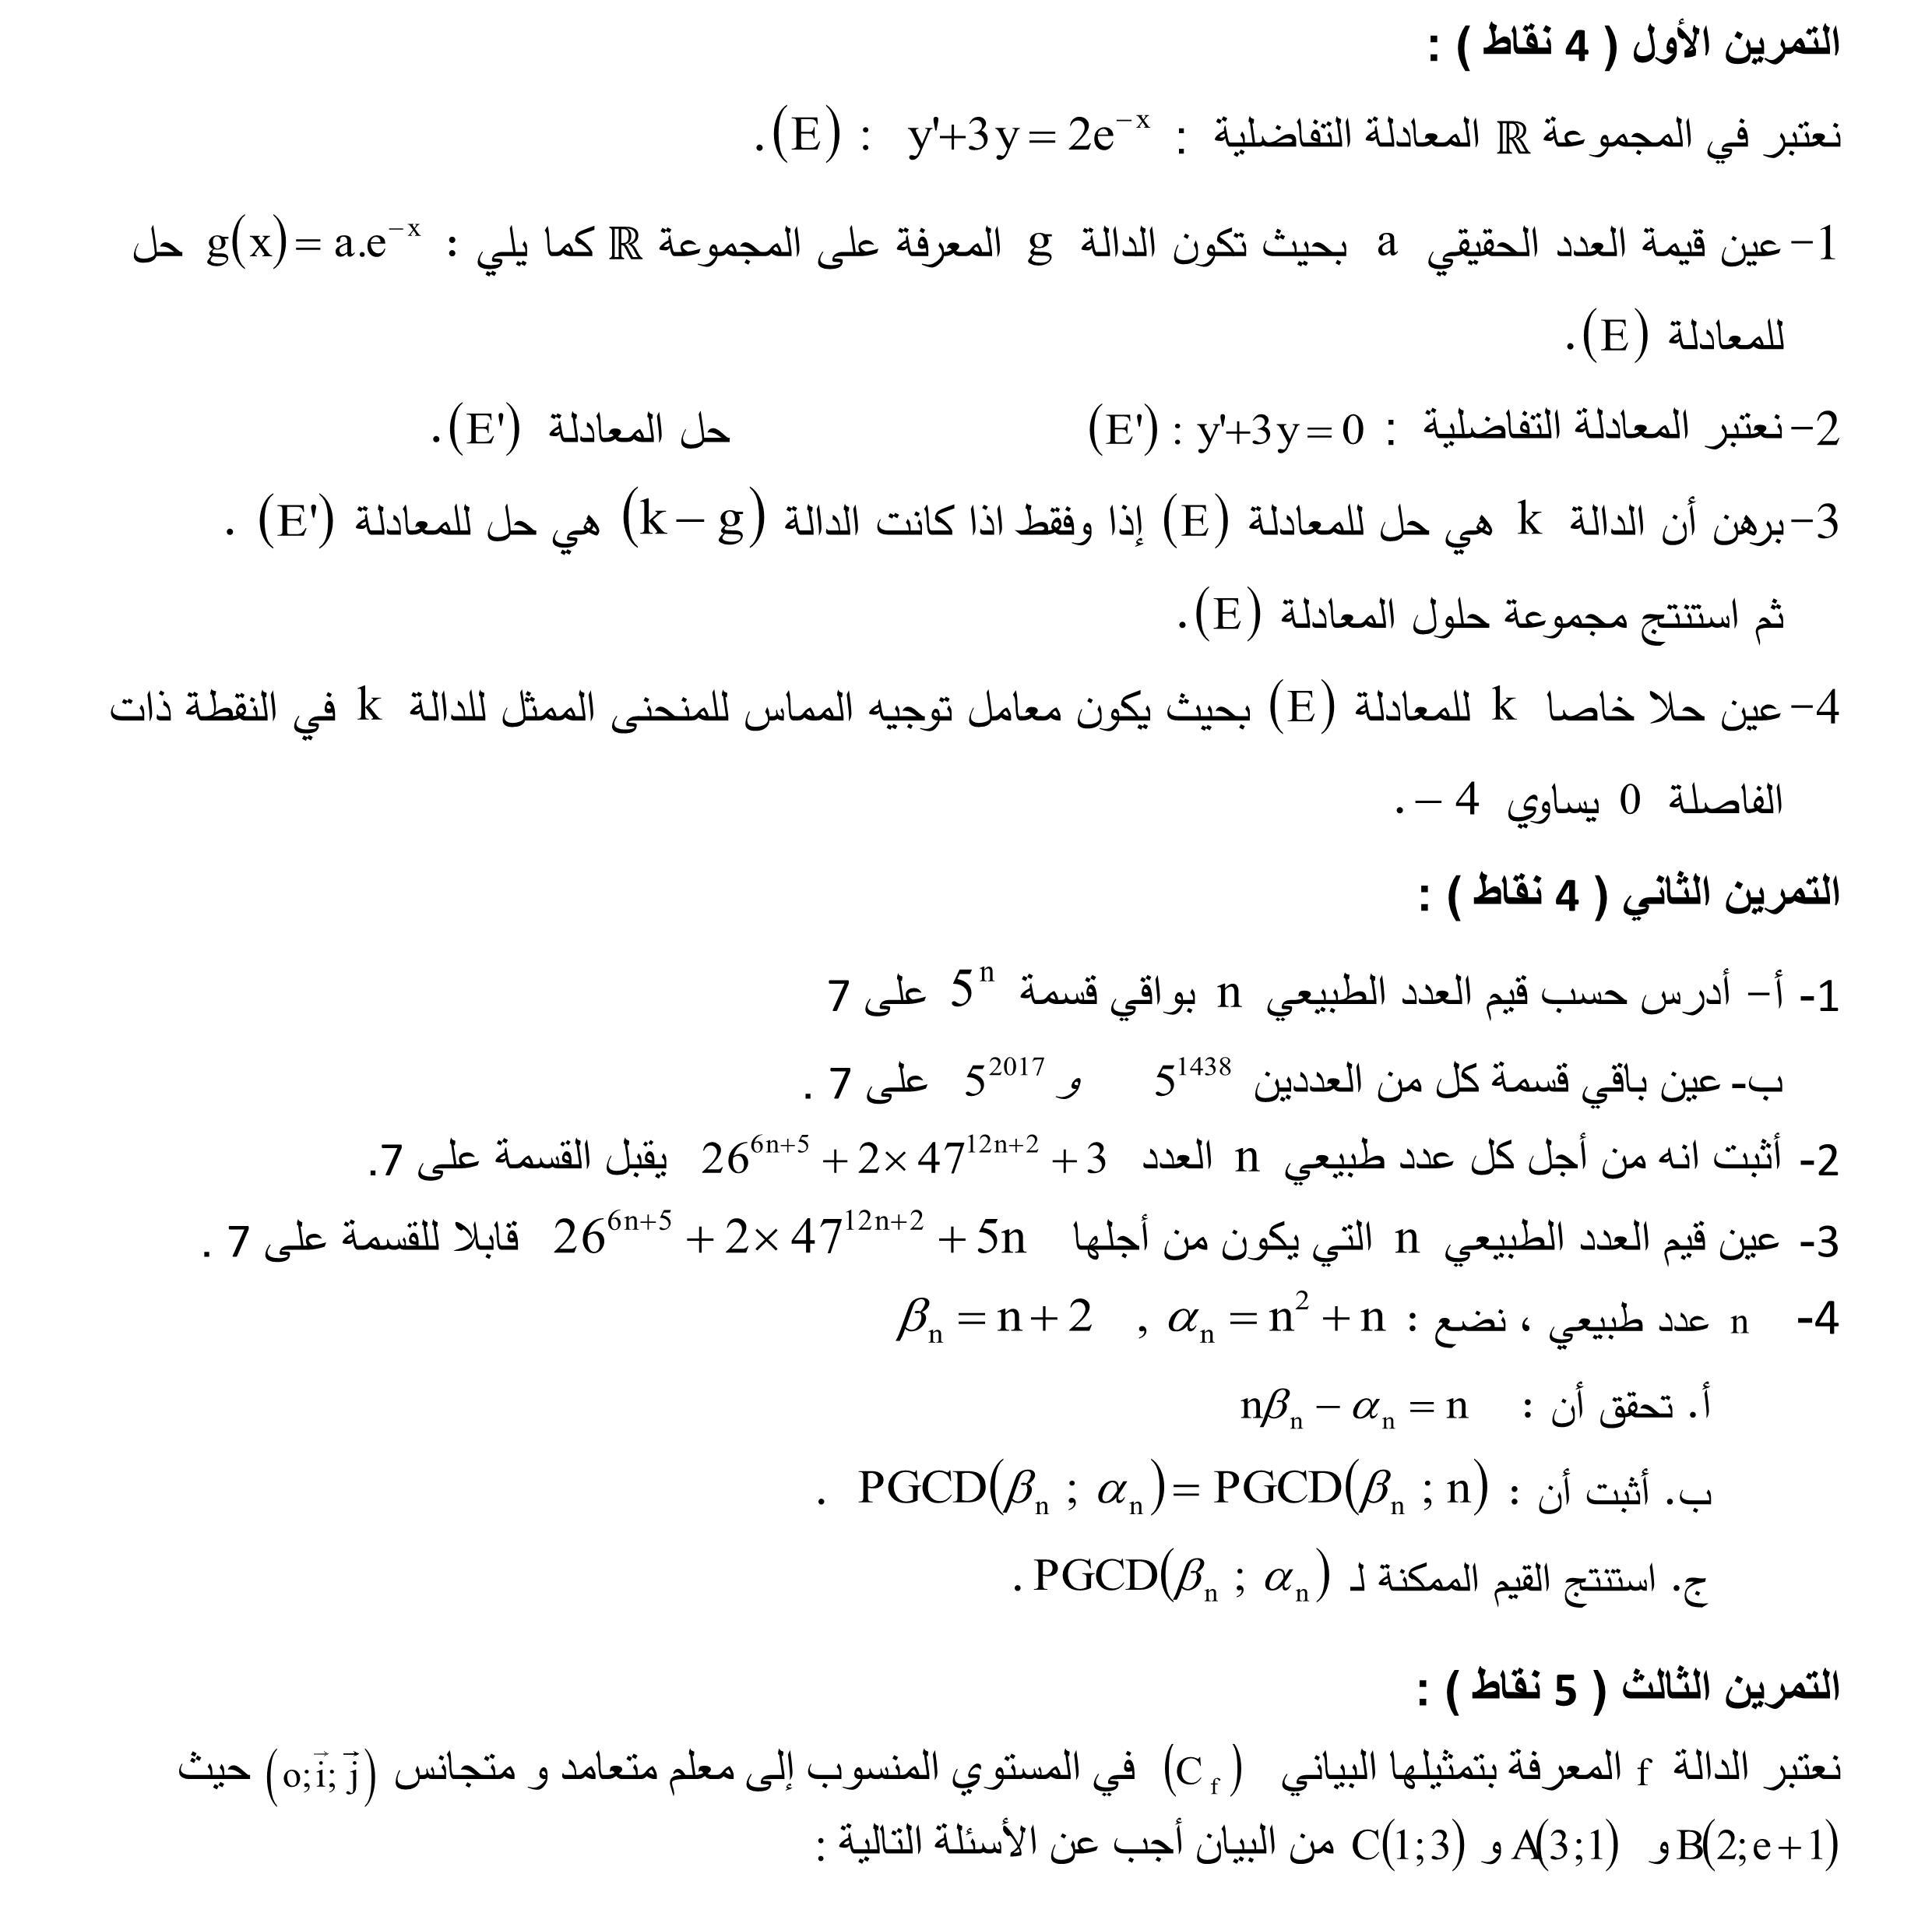 التمرين الأول ( 4 نقاط ) :
نعتبر في المجموعة ℝ المعادلة التفاضلية : (E) : y'+3y = 2e^{-x}.
1- عين قيمة العدد الحقيقي a بحيث تكون الدالة g المعرفة على المجموعة ℝ كما يلي : g(x) = a.e^{-x} حل
للمعادلة (E).
2- نعتبر المعادلة التفاضلية : (E') : y'+3y = 0 حل المعادلة (E').
3- برهن أن الدالة k هي حل للمعادلة (E) إذا وفقط اذا كانت الدالة (k – g) هي حل للمعادلة (E') .
ثم استنتج مجموعة حلول المعادلة (E).
4- عين حلا خاصا k للمعادلة (E) بحيث يكون معامل توجيه المماس للمنحنى الممثل للدالة k في النقطة ذات
الفاصلة 0 يساوي – 4 .
التمرين الثاني ( 4 نقاط ) :
1- أ – أدرس حسب قيم العدد الطبيعي n بواقي قسمة 5^n على 7
ب- عين باقي قسمة كل من العددين 5^{1438} و 5^{2017} على 7 .
2- أثبت انه من أجل كل عدد طبيعي n العدد 26^{6n+5} + 2×47^{12n+2} + 3 يقبل القسمة على 7.
3- عين قيم العدد الطبيعي n التي يكون من أجلها 26^{6n+5} + 2×47^{12n+2} + 5n قابلا للقسمة على 7 .
4- n عدد طبيعي ، نضع : α_n = n^2 + n , β_n = n + 2
أ. تحقق أن : nβ_n – α_n = n
ب. أثبت أن : PGCD(β_n ; α_n) = PGCD(β_n ; n) .
ج. استنتج القيم الممكنة لـ PGCD(β_n ; α_n) .
التمرين الثالث ( 5 نقاط ) :
نعتبر الدالة f المعرفة بتمثيلها البياني (C_f) في المستوي المنسوب إلى معلم متعامد و متجانس (o; i⃗; j⃗) حيث
B(2; e+1) و A(3;1) و C(1;3) من البيان أجب عن الأسئلة التالية :